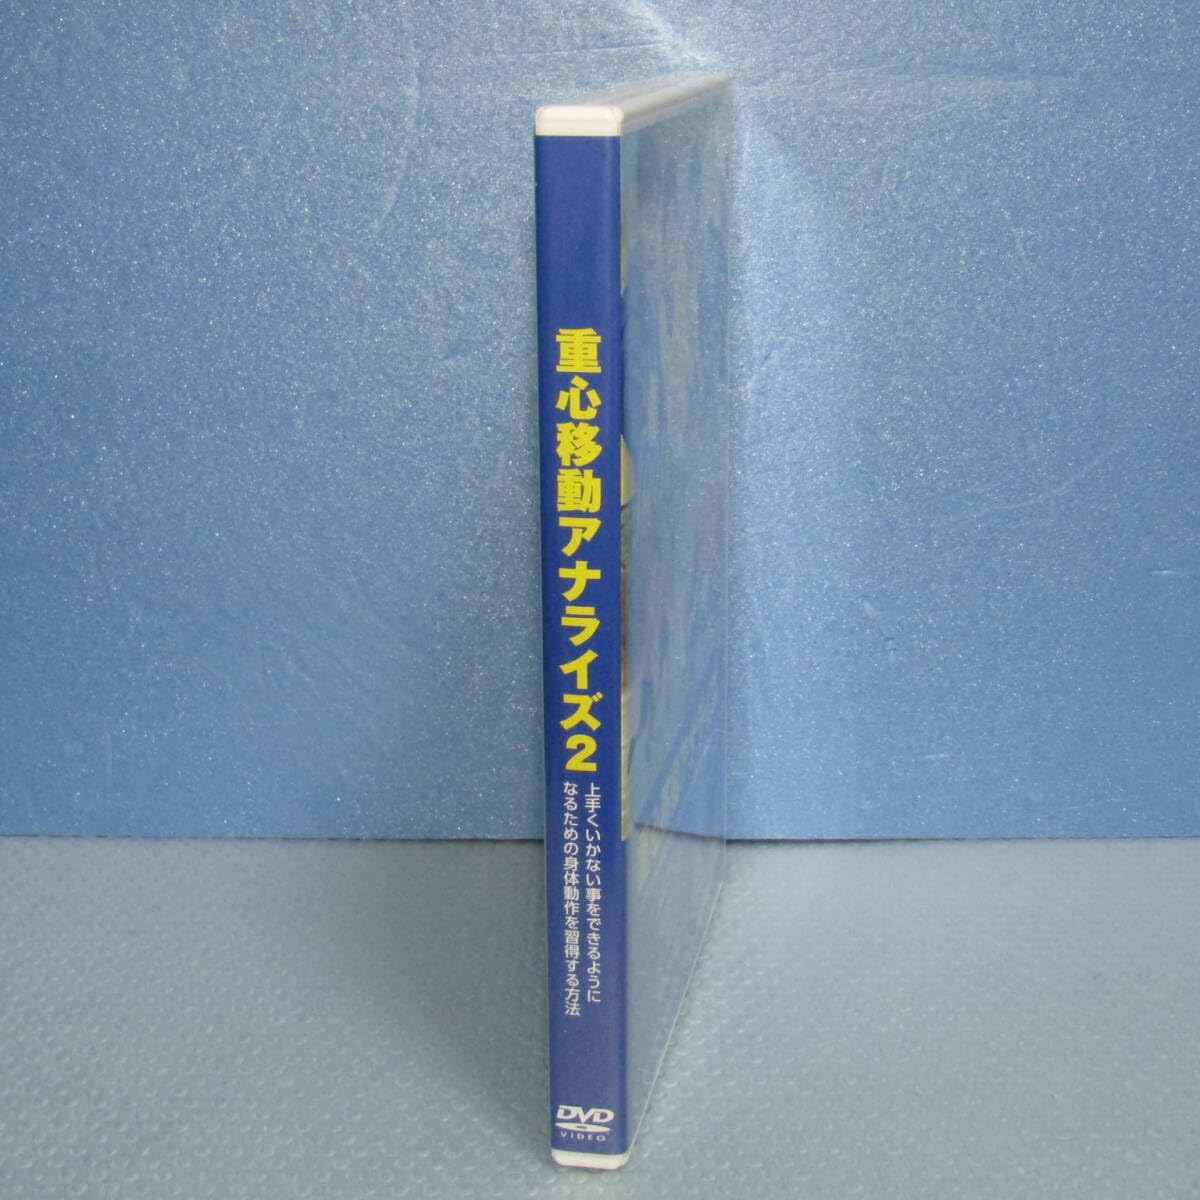 重心移動アナライズ2
上手くいかない事をできるように
なるための身体動作を習得する方法
DVD
VIDEO